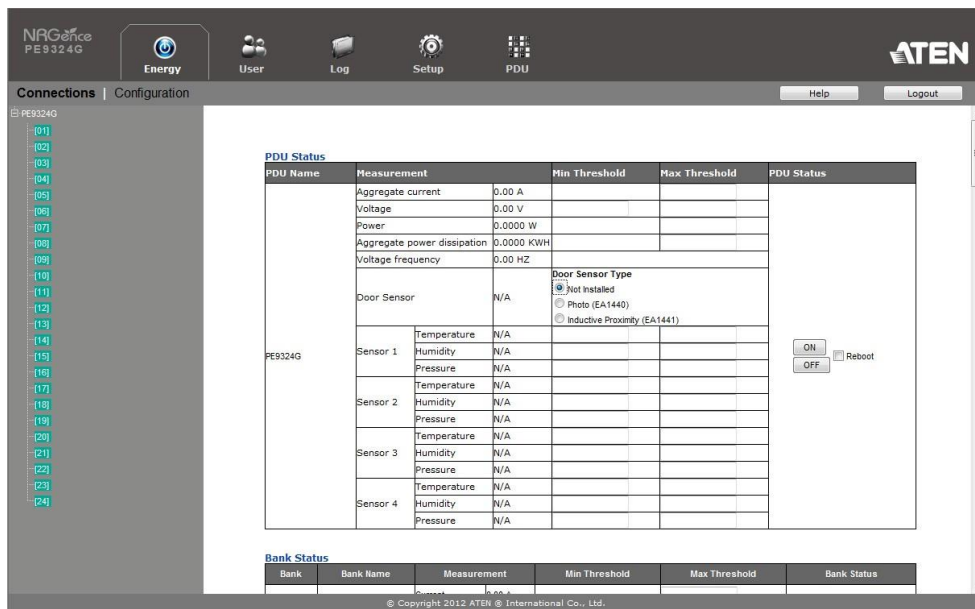 NRGence
PE9324G
Energy
User
Log
Setup
PDU
ATEN
Connections | Configuration
Help
Logout
PE9324G
[01]
[02]
[03]
[04]
[05]
[06]
[07]
[08]
[09]
[10]
[11]
[12]
[13]
[14]
[15]
[16]
[17]
[18]
[19]
[20]
[21]
[22]
[23]
[24]
PDU Status
PDU Name Measurement Min Threshold Max Threshold PDU Status
Aggregate current 0.00 A
Voltage 0.00 V
Power 0.0000 W
Aggregate power dissipation 0.0000 KWH
Voltage frequency 0.00 HZ
Door Sensor N/A
Door Sensor Type
Not Installed
Photo (EA1440)
Inductive Proximity (EA1441)
PE9324G
Sensor 1 Temperature N/A
Humidity N/A
Pressure N/A
ON
OFF
Reboot
Sensor 2 Temperature N/A
Humidity N/A
Pressure N/A
Sensor 3 Temperature N/A
Humidity N/A
Pressure N/A
Sensor 4 Temperature N/A
Humidity N/A
Pressure N/A
Bank Status
Bank Bank Name Measurement Min Threshold Max Threshold Bank Status
© Copyright 2012 ATEN ® International Co., Ltd.